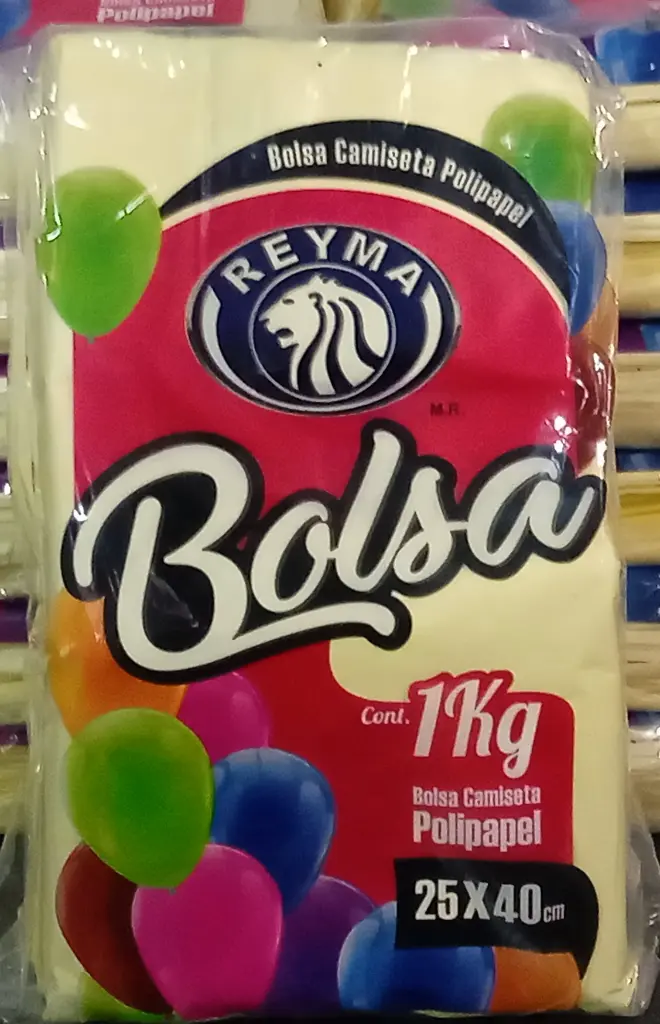 Polipapel
Bolsa Camiseta Polipapel
REYMA
M.R.
Bolsa
Cont. 1Kg
Bolsa Camiseta
Polipapel
25X40cm